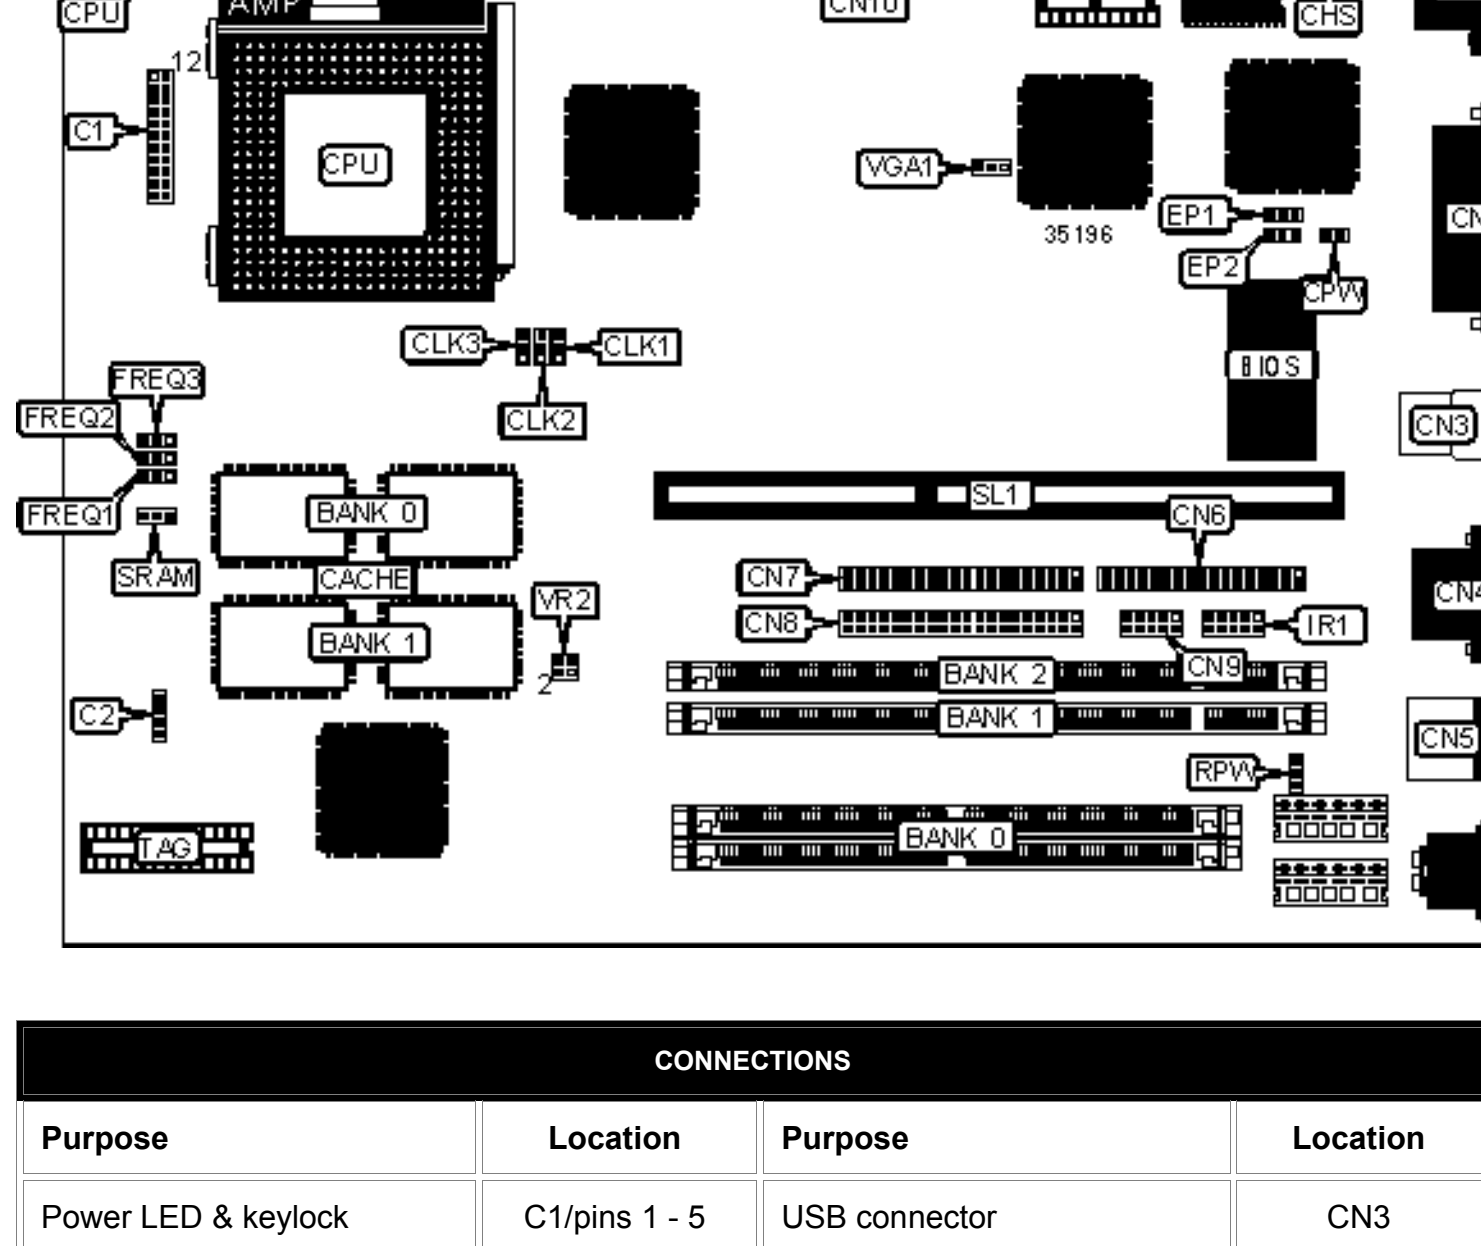 CPU
AMP
CN10
CHS
12
C1
CPU
VGA1
EP1
CN
35196
EP2
CPW
CLK3
CLK1
BIOS
FREQ3
FREQ2
CLK2
CN3
SL1
BANK 0
FREQ1
CN6
SRAM
CACHE
CN7
VR2
CN4
CN8
IR1
BANK 1
CN9
BANK 2
2
C2
BANK 1
CN5
RPW
TAG
BANK 0
CONNECTIONS
Purpose Location Purpose Location
Power LED & keylock C1/pins 1 - 5 USB connector CN3